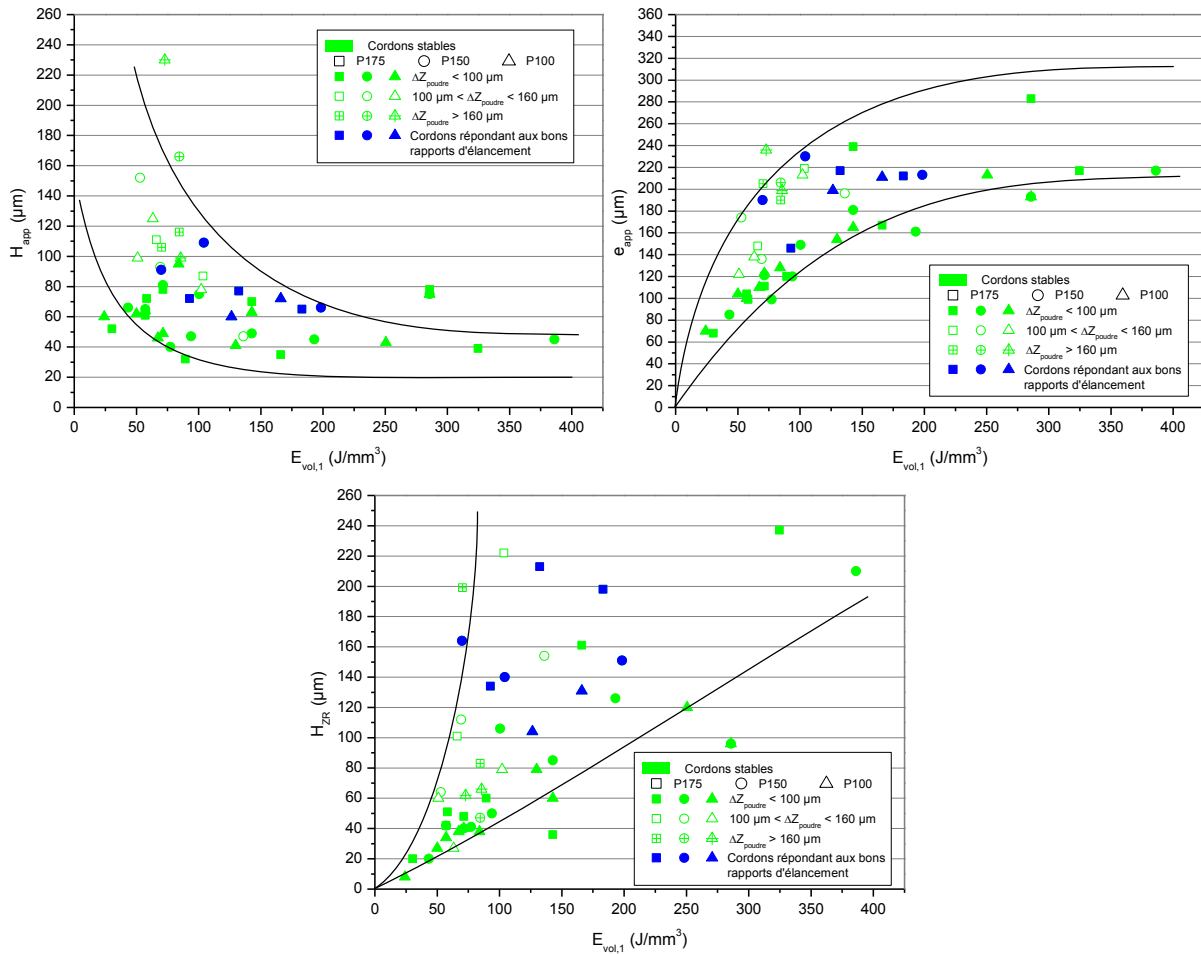 260
240
220
200
180
160
140
120
100
80
60
40
20
0
H_app (µm)
Cordons stables
P175 P150 P100
ΔZ_poudre < 100 µm
100 µm < ΔZ_poudre < 160 µm
ΔZ_poudre > 160 µm
Cordons répondant aux bons
rapports d'élancement
0 50 100 150 200 250 300 350 400
E_vol,1 (J/mm³)
360
340
320
300
280
260
240
220
200
180
160
140
120
100
80
60
40
20
0
e_app (µm)
Cordons stables
P175 P150 P100
ΔZ_poudre < 100 µm
100 µm < ΔZ_poudre < 160 µm
ΔZ_poudre > 160 µm
Cordons répondant aux bons
rapports d'élancement
0 50 100 150 200 250 300 350 400
E_vol,1 (J/mm³)
260
240
220
200
180
160
140
120
100
80
60
40
20
0
H_ZR (µm)
Cordons stables
P175 P150 P100
ΔZ_poudre < 100 µm
100 µm < ΔZ_poudre < 160 µm
ΔZ_poudre > 160 µm
Cordons répondant aux bons
rapports d'élancement
0 50 100 150 200 250 300 350 400
E_vol,1 (J/mm³)